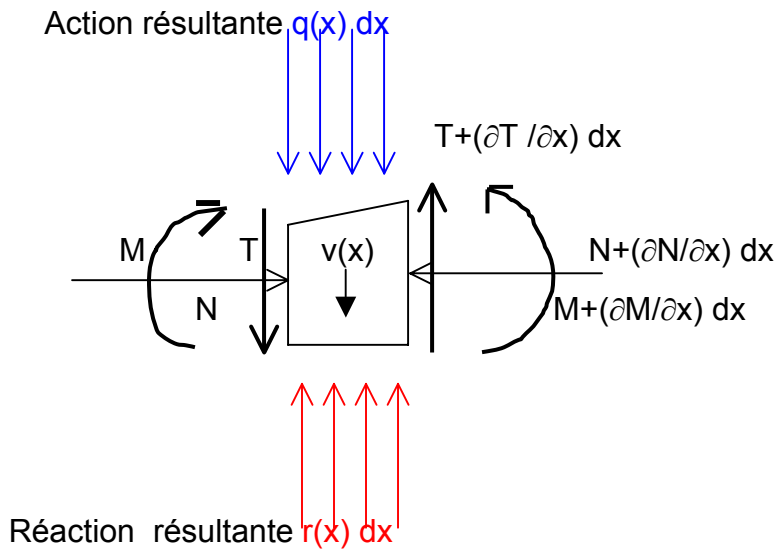 Action résultante q(x) dx
T+(∂T /∂x) dx
M T v(x) N+(∂N/∂x) dx
N M+(∂M/∂x) dx
Réaction résultante r(x) dx